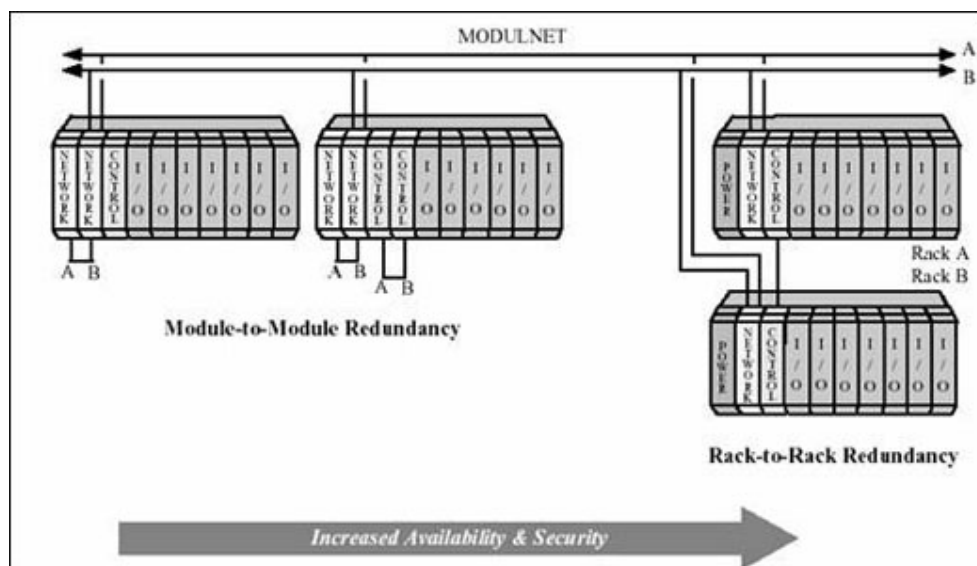 MODULNET
A
B
NETWORK NETWORK CONTROL I/O I/O I/O I/O I/O I/O I/O
NETWORK NETWORK CONTROL CONTROL I/O I/O I/O I/O I/O I/O
POWER NETWORK CONTROL I/O I/O I/O I/O I/O I/O I/O
A B
A B
A B
Rack A
Rack B
Module-to-Module Redundancy
POWER NETWORK CONTROL I/O I/O I/O I/O I/O I/O I/O
Rack-to-Rack Redundancy
Increased Availability & Security